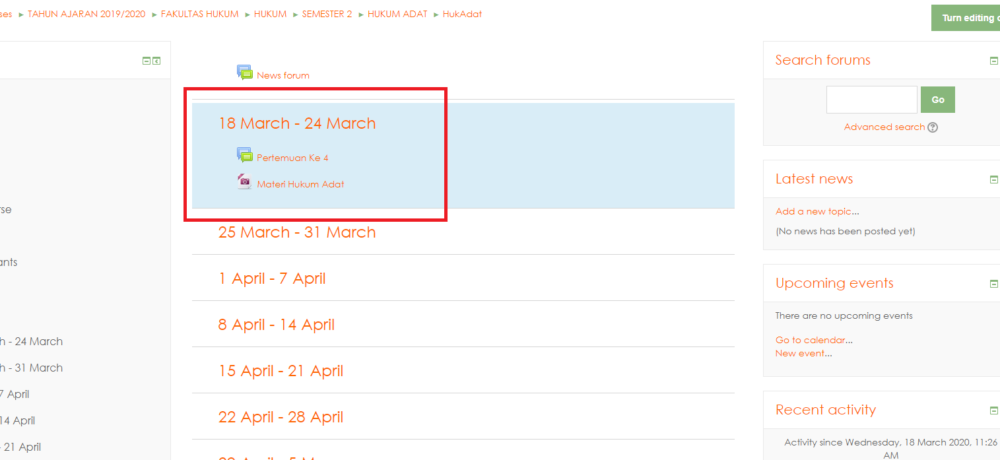 ses ► TAHUN AJARAN 2019/2020 ► FAKULTAS HUKUM ► HUKUM ► SEMESTER 2 ► HUKUM ADAT ► HukAdat
Turn editing o
News forum
18 March - 24 March
Pertemuan Ke 4
Materi Hukum Adat
25 March - 31 March
1 April - 7 April
8 April - 14 April
15 April - 21 April
22 April - 28 April
rse
ants
h - 24 March
h - 31 March
7 April
14 April
- 21 April
Search forums
Go
Advanced search
Latest news
Add a new topic...
(No news has been posted yet)
Upcoming events
There are no upcoming events
Go to calendar...
New event...
Recent activity
Activity since Wednesday, 18 March 2020, 11:26
AM